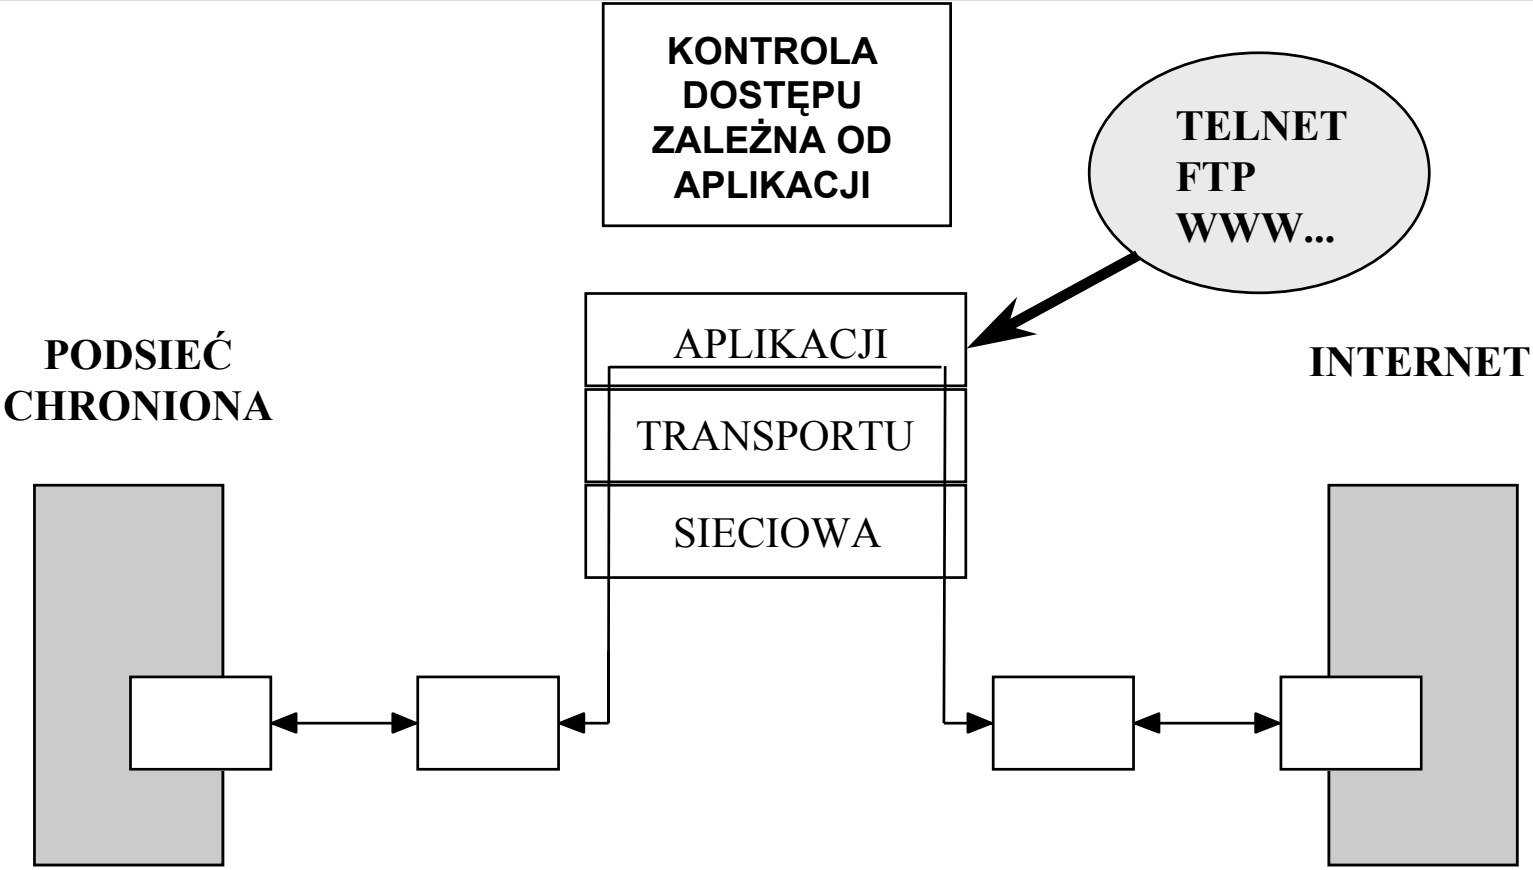 KONTROLA
DOSTĘPU
ZALEŻNA OD
APLIKACJI
TELNET
FTP
WWW...
APLIKACJI
TRANSPORTU
SIECIOWA
PODSIEĆ
CHRONIONA
INTERNET